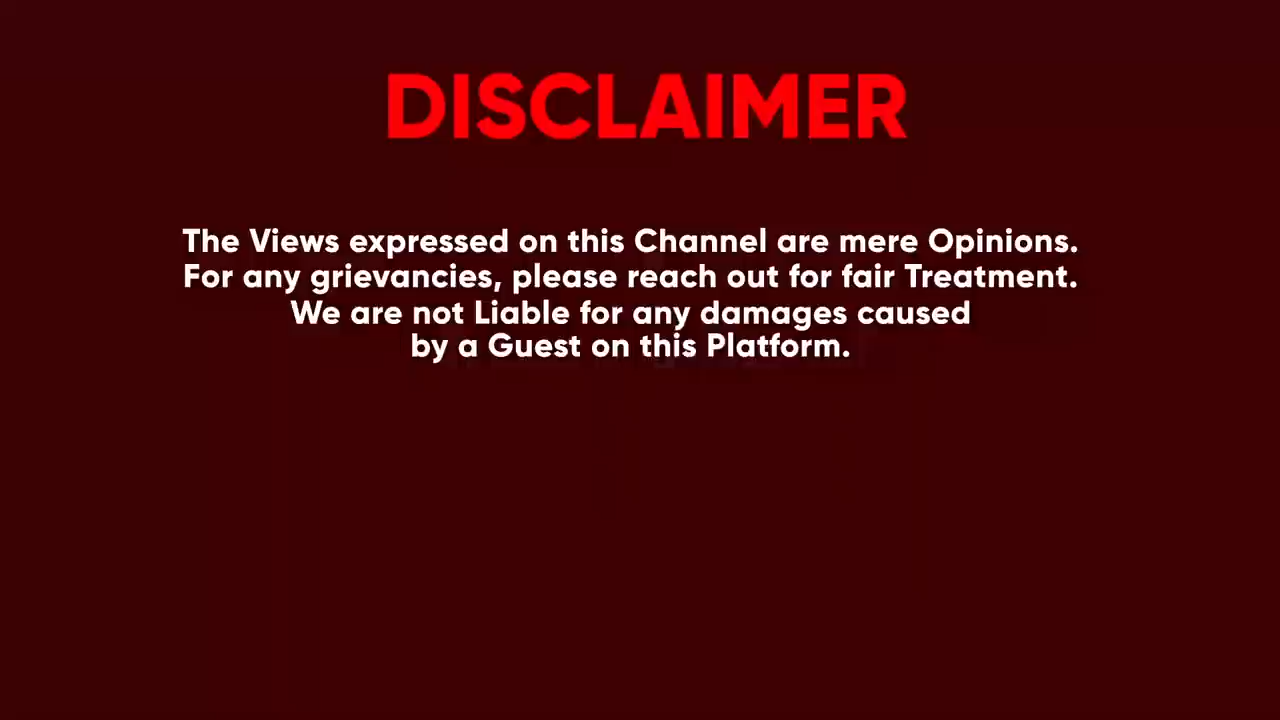 DISCLAIMER
The Views expressed on this Channel are mere Opinions.
For any grievancies, please reach out for fair Treatment.
We are not Liable for any damages caused
by a Guest on this Platform.